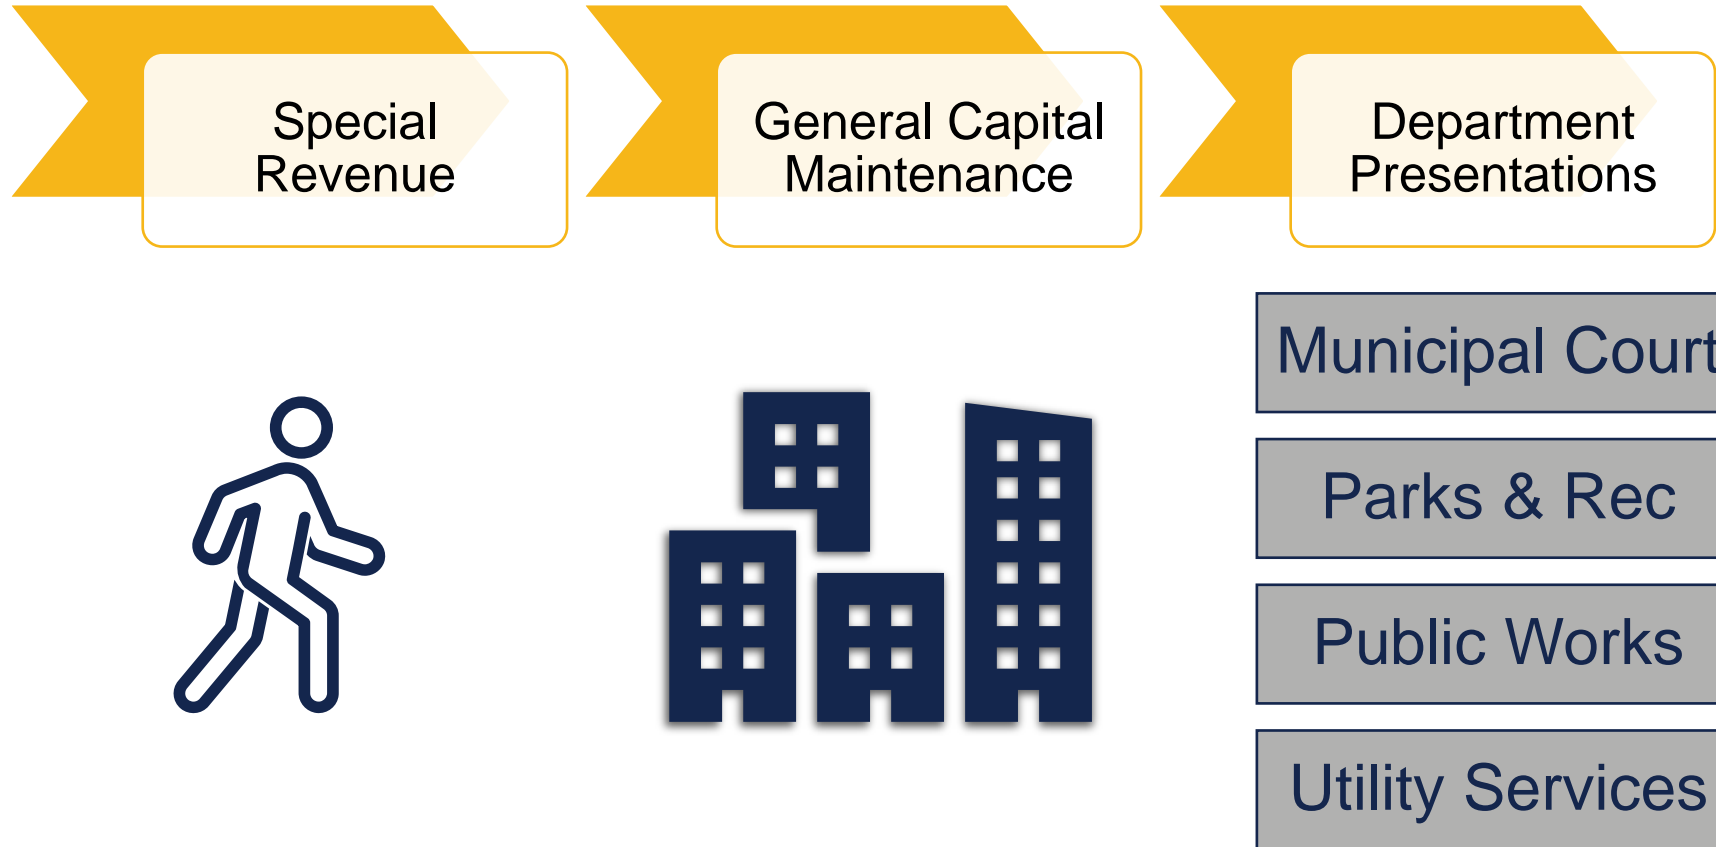 Special
Revenue
General Capital
Maintenance
Department
Presentations
Municipal Court
Parks & Rec
Public Works
Utility Services